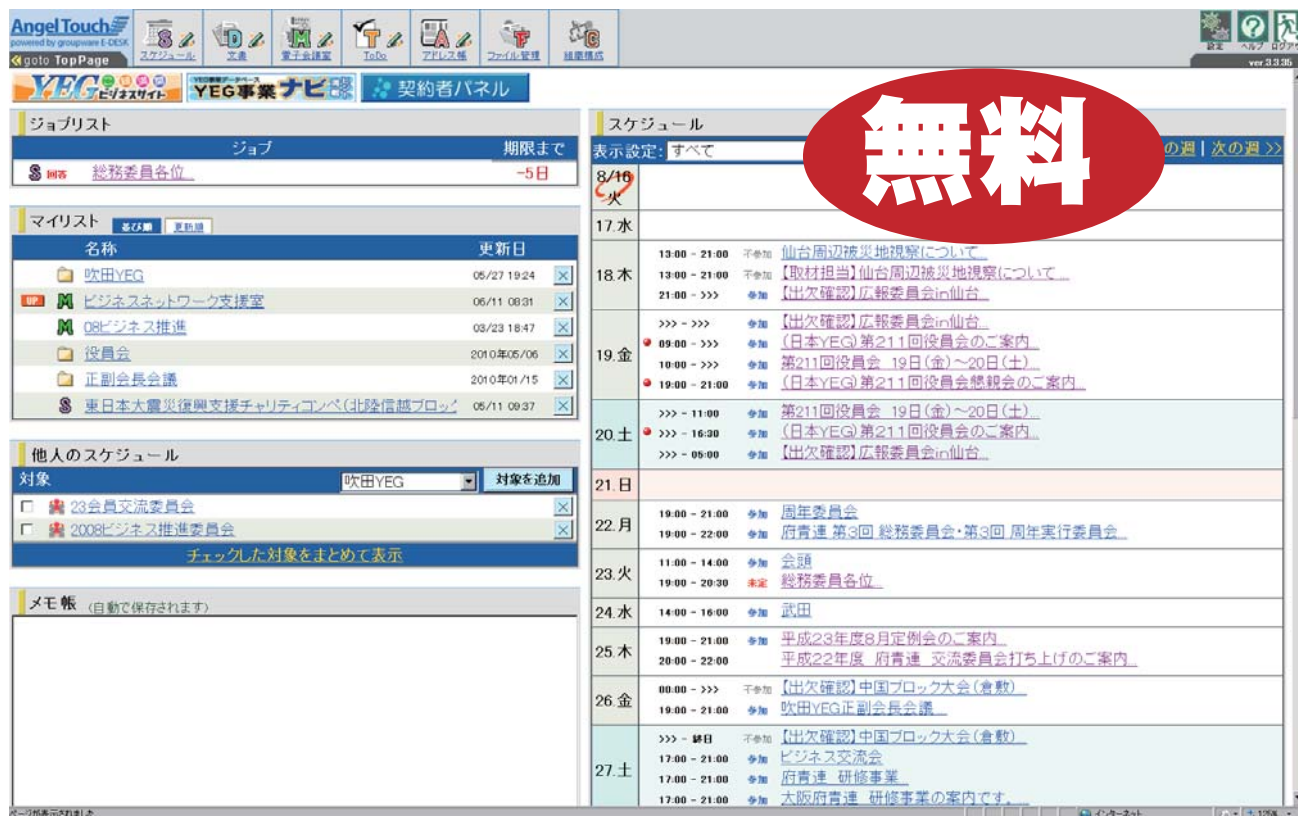 AngelTouch
powered by groupware E-DESK
goto TopPage
スケジュール
文書
電子会議室
ToDo
アドレス帳
ファイル管理
組織構成
設定
ヘルプ
ver.3.3.35
YEGビジネスサイト
YEG事業データベース
YEG事業ナビ
契約者パネル
無料
ジョブリスト
ジョブ 期限まで
S 回答 総務委員各位 -5日
マイリスト 並び順 更新順
名称 更新日
吹田YEG 05/27 19:24
UP M ビジネスネットワーク支援室 06/11 08:31
M 08ビジネス推進 03/23 18:47
役員会 2010年05/06
正副会長会議 2010年01/15
S 東日本大震災復興支援チャリティコンペ(北陸信越ブロッ 05/11 09:37
他人のスケジュール
対象 吹田YEG 対象を追加
23会員交流委員会
2008ビジネス推進委員会
チェックした対象をまとめて表示
メモ帳 (自動で保存されます)
スケジュール
表示設定: すべて の週 | 次の週 >>
8/16 火
17.水
18.木
13:00 - 21:00 不参加 仙台周辺被災地視察について...
13:00 - 21:00 不参加 【取材担当】仙台周辺被災地視察について...
21:00 - >>> 参加 【出欠確認】広報委員会in仙台...
19.金
>>> - >>> 参加 【出欠確認】広報委員会in仙台...
09:00 - >>> 参加 (日本YEG)第211回役員会のご案内...
10:00 - >>> 参加 第211回役員会 19日(金)~20日(土)...
19:00 - 21:00 参加 (日本YEG)第211回役員会懇親会のご案内...
20.土
>>> - 11:00 参加 第211回役員会 19日(金)~20日(土)...
>>> - 16:30 参加 (日本YEG)第211回役員会のご案内...
>>> - 05:00 参加 【出欠確認】広報委員会in仙台...
21.日
22.月
19:00 - 21:00 参加 周年委員会
19:00 - 22:00 参加 府青連 第3回 総務委員会・第3回 周年実行委員会...
23.火
11:00 - 14:00 参加 会頭
19:00 - 20:30 未定 総務委員各位...
24.水
14:00 - 16:00 参加 武田
25.木
19:00 - 21:00 参加 平成23年度8月定例会のご案内...
20:00 - 22:00 平成22年度 府青連 交流委員会打ち上げのご案内...
26.金
00:00 - >>> 不参加 【出欠確認】中国ブロック大会(倉敷)...
19:00 - 21:00 参加 吹田YEG正副会長会議...
27.土
>>> - 終日 不参加 【出欠確認】中国ブロック大会(倉敷)...
17:00 - 21:00 参加 ビジネス交流会
17:00 - 21:00 参加 府青連 研修事業...
17:00 - 21:00 参加 大阪府青連 研修事業の案内です。...
ページが表示されました
インターネット
125%